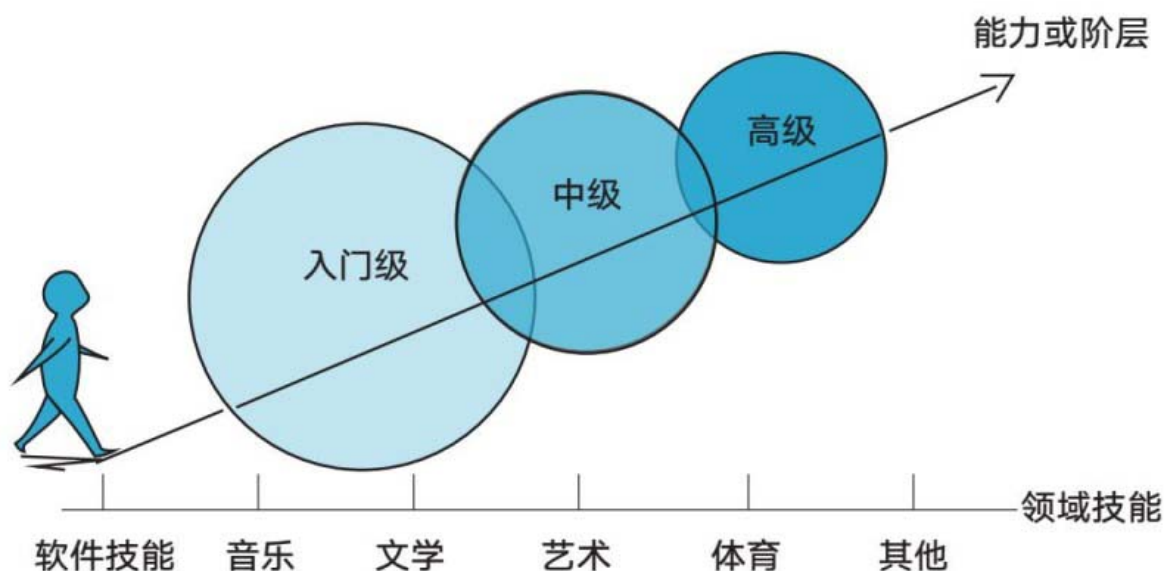 能力或阶层
高级
中级
入门级
领域技能
软件技能 音乐 文学 艺术 体育 其他